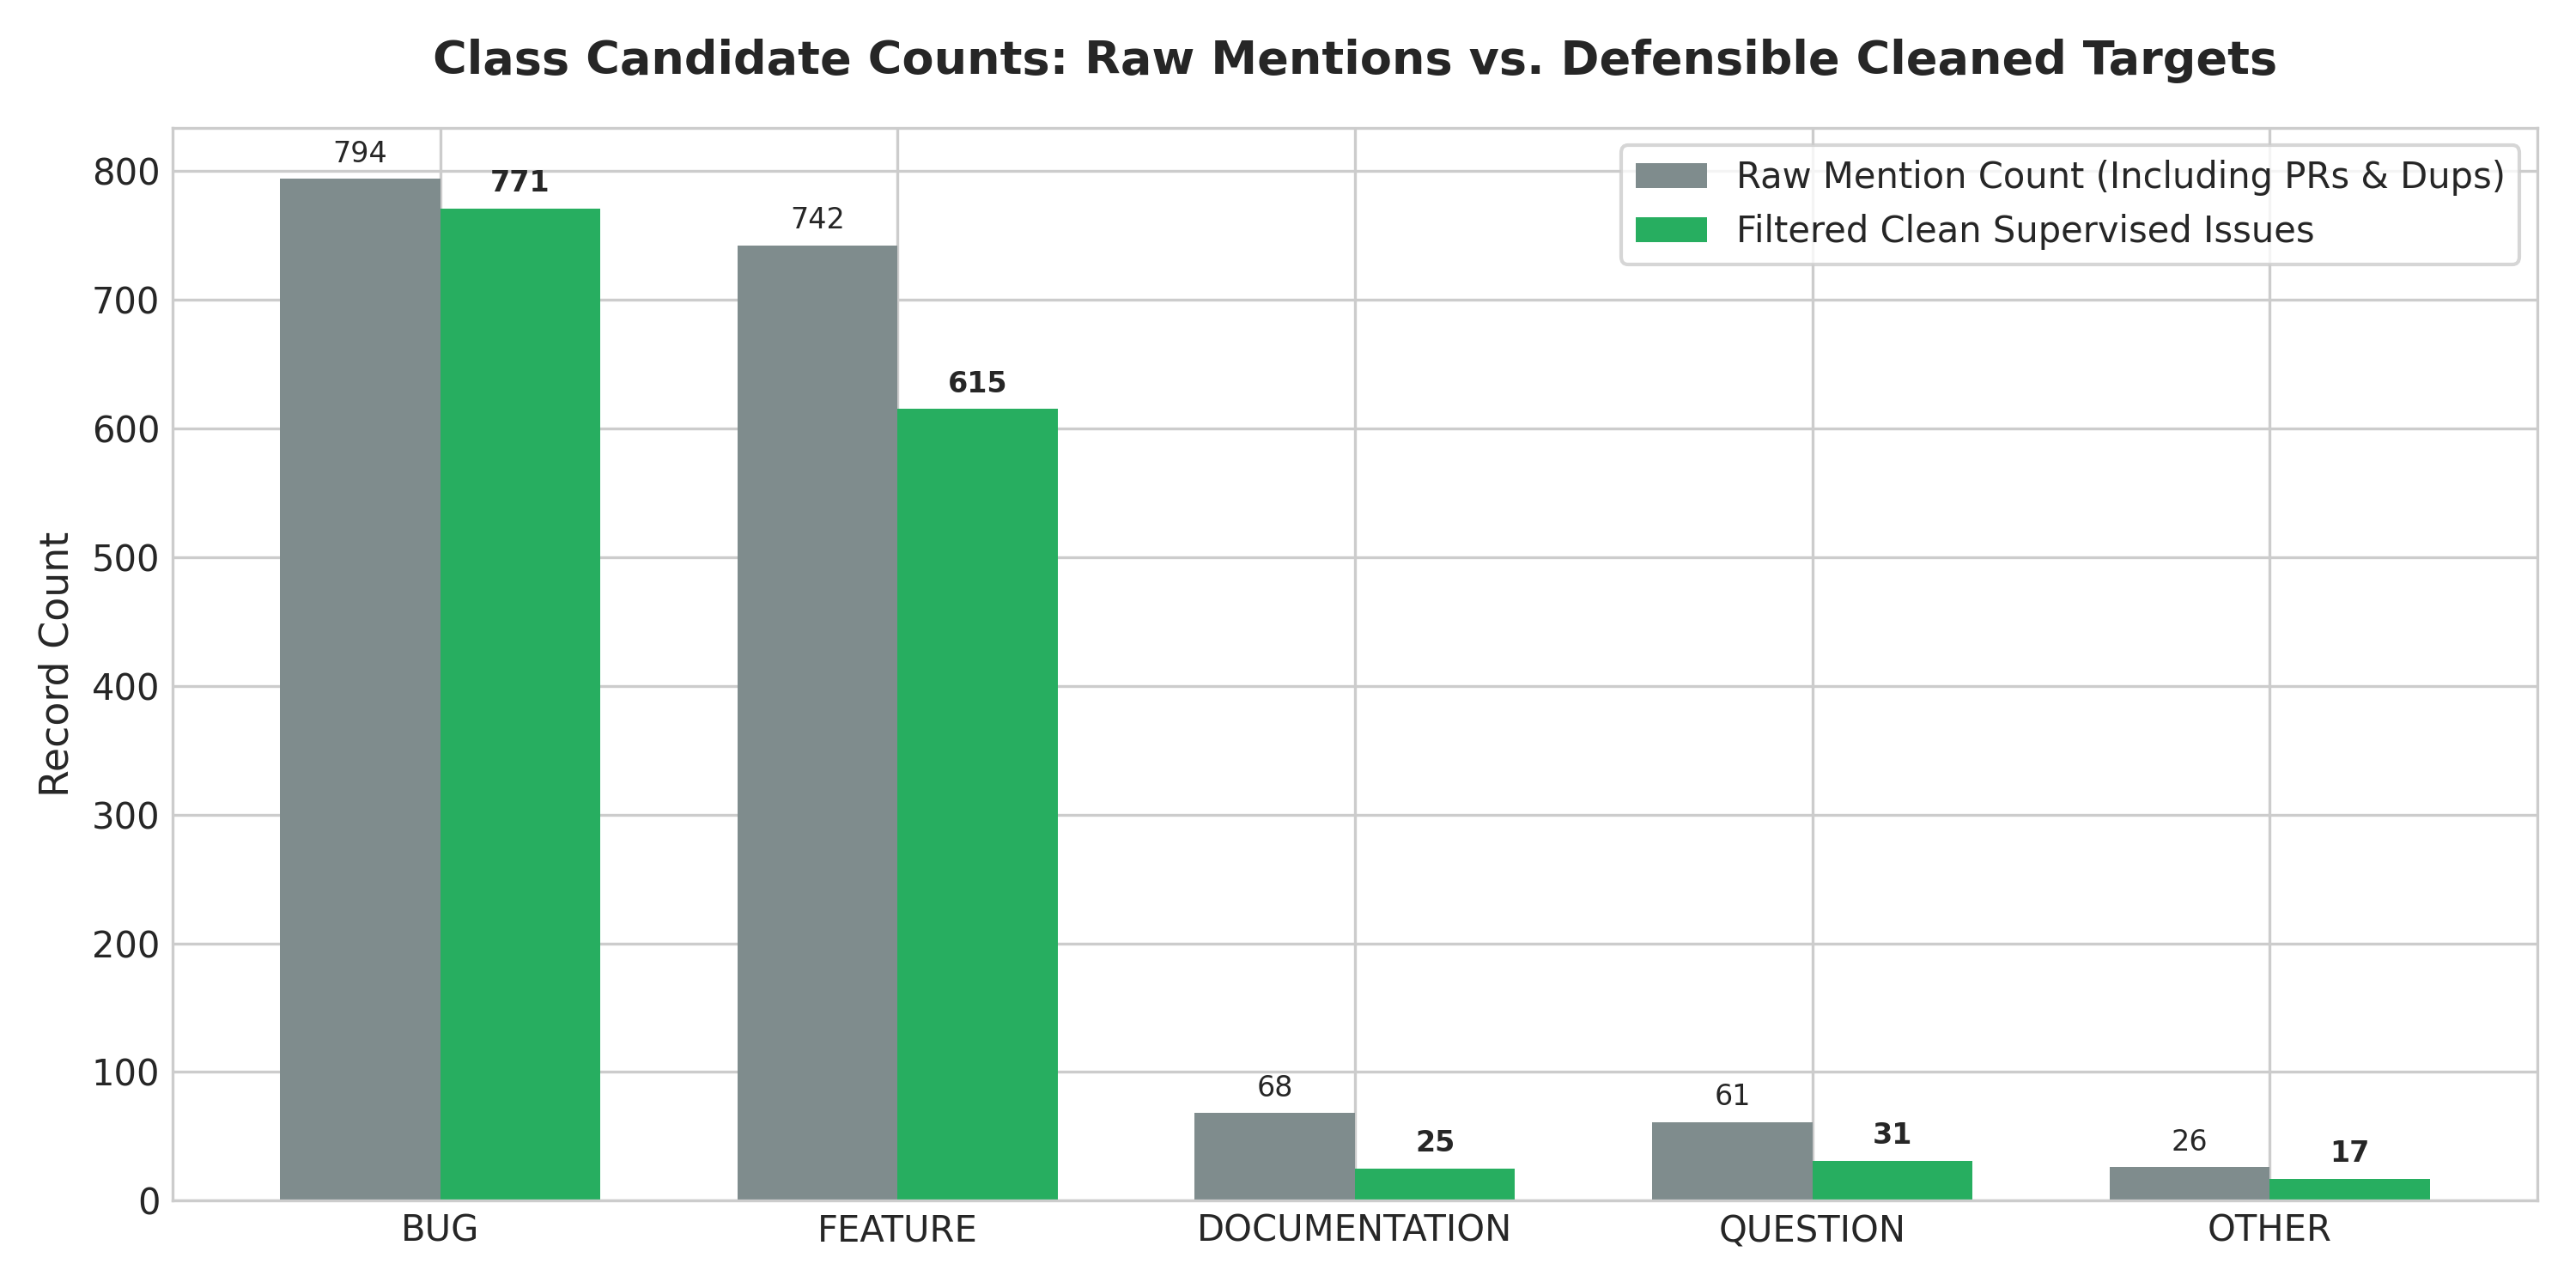 Class Candidate Counts: Raw Mentions vs. Defensible Cleaned Targets
Raw Mention Count (Including PRs & Dups)
Filtered Clean Supervised Issues
Record Count
800
700
600
500
400
300
200
100
0
794
771
742
615
68
25
61
31
26
17
BUG
FEATURE
DOCUMENTATION
QUESTION
OTHER